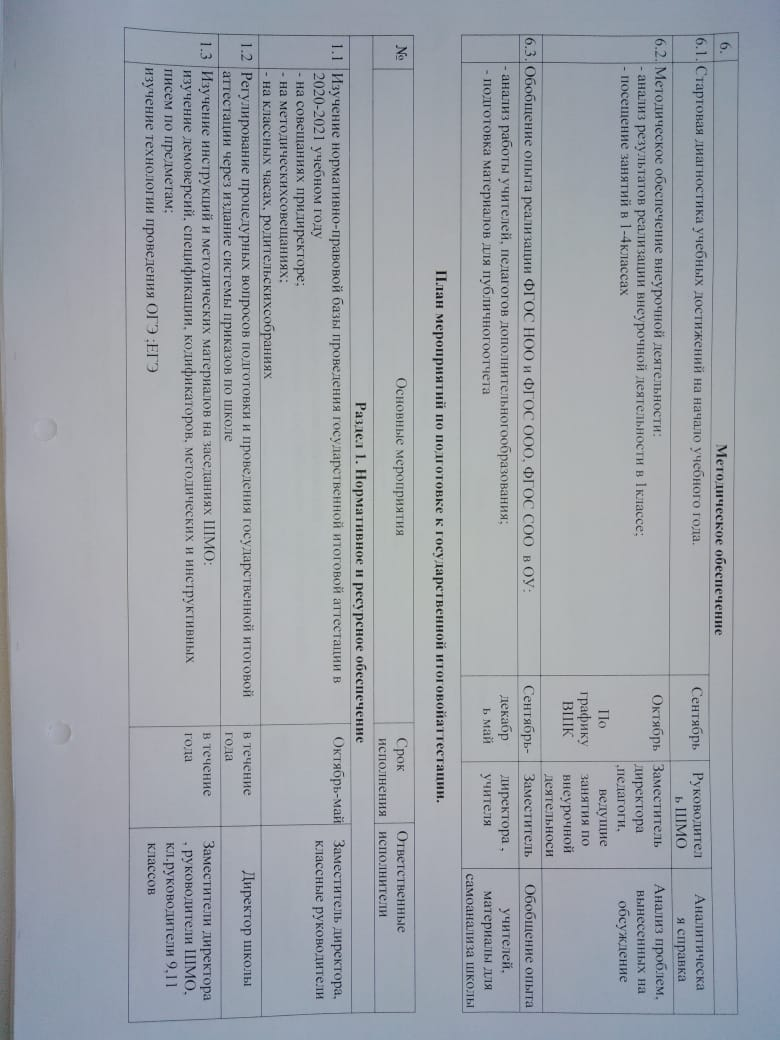 6. Методическое обеспечение
6.1. Стартовая диагностика учебных достижений на начало учебного года. Сентябрь Руководител Аналитическа
ь ШМО я справка
6.2. Методическое обеспечение внеурочной деятельности: Октябрь Заместитель Анализ проблем,
- анализ результатов реализации внеурочной деятельности в 1классе; директора вынесенных на
- посещение занятий в 1-4классах ,педагоги, обсуждение
По ведущие
графику занятия по
ВШК внеурочной
деятельноси
6.3. Обобщение опыта реализации ФГОС НОО и ФГОС ООО, ФГОС СОО в ОУ: Сентябрь- Заместитель Обобщение опыта
- анализ работы учителей, педагогов дополнительногообразования; декабр директора , учителей,
- подготовка материалов для публичногоотчета ь май учителя материалы для
самоанализа школы
План мероприятий по подготовке к государственной итоговойаттестации.
№ Основные мероприятия Срок Ответственные
исполнения исполнители
Раздел 1. Нормативное и ресурсное обеспечение
1.1 Изучение нормативно-правовой базы проведения государственной итоговой аттестации в Октябрь-май Заместитель директора,
2020-2021 учебном году классные руководители
- на совещаниях придиректоре;
- на методическихсовещаниях;
- на классных часах, родительскихсобраниях
1.2 Регулирование процедурных вопросов подготовки и проведения государственной итоговой в течение Директор школы
аттестации через издание системы приказов по школе года
1.3 Изучение инструкций и методических материалов на заседаниях ШМО: в течение Заместители директора
изучение демоверсий, спецификации, кодификаторов, методических и инструктивных года , руководители ШМО,
писем по предметам; кл.руководители 9,11
изучение технологии проведения ОГЭ ;ЕГЭ классов